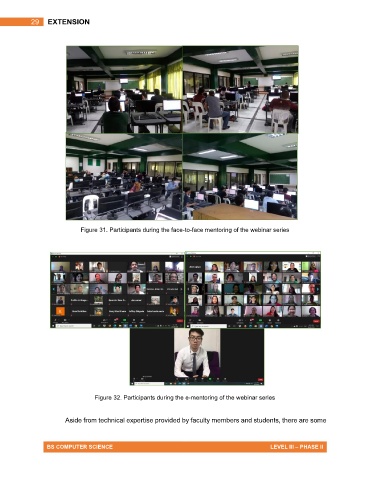 29 EXTENSION
Figure 31. Participants during the face-to-face mentoring of the webinar series
Figure 32. Participants during the e-mentoring of the webinar series
Aside from technical expertise provided by faculty members and students, there are some
BS COMPUTER SCIENCE LEVEL III – PHASE II